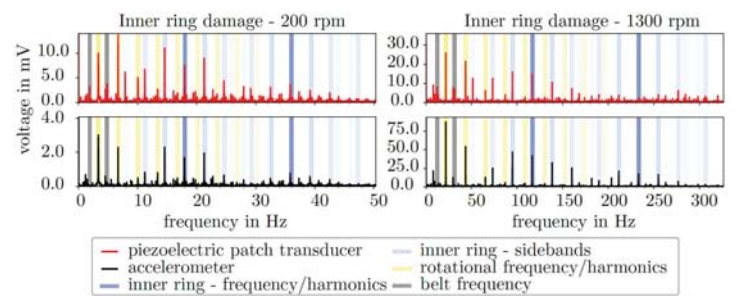 Inner ring damage - 200 rpm
Inner ring damage - 1300 rpm
voltage in mV
10.0
5.0
0.0
4.0
2.0
0.0
0 10 20 30 40 50
frequency in Hz
30.0
20.0
10.0
0.0
75.0
50.0
25.0
0.0
0 50 100 150 200 250 300
frequency in Hz
piezoelectric patch transducer
accelerometer
inner ring - frequency/harmonics
inner ring - sidebands
rotational frequency/harmonics
belt frequency